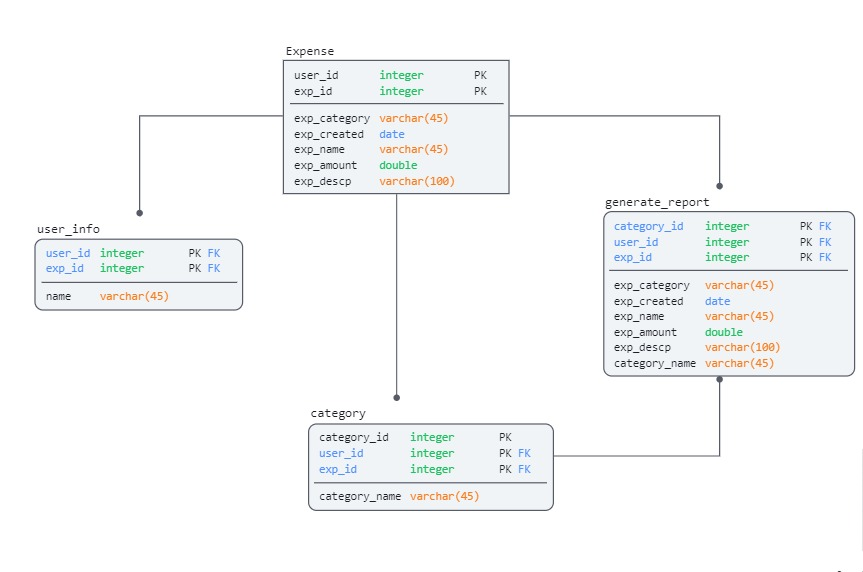 Expense
user_id integer PK
exp_id integer PK
exp_category varchar(45)
exp_created date
exp_name varchar(45)
exp_amount double
exp_descp varchar(100)
user_info
user_id integer PK FK
exp_id integer PK FK
name varchar(45)
generate_report
category_id integer PK FK
user_id integer PK FK
exp_id integer PK FK
exp_category varchar(45)
exp_created date
exp_name varchar(45)
exp_amount double
exp_descp varchar(100)
category_name varchar(45)
category
category_id integer PK
user_id integer PK FK
exp_id integer PK FK
category_name varchar(45)